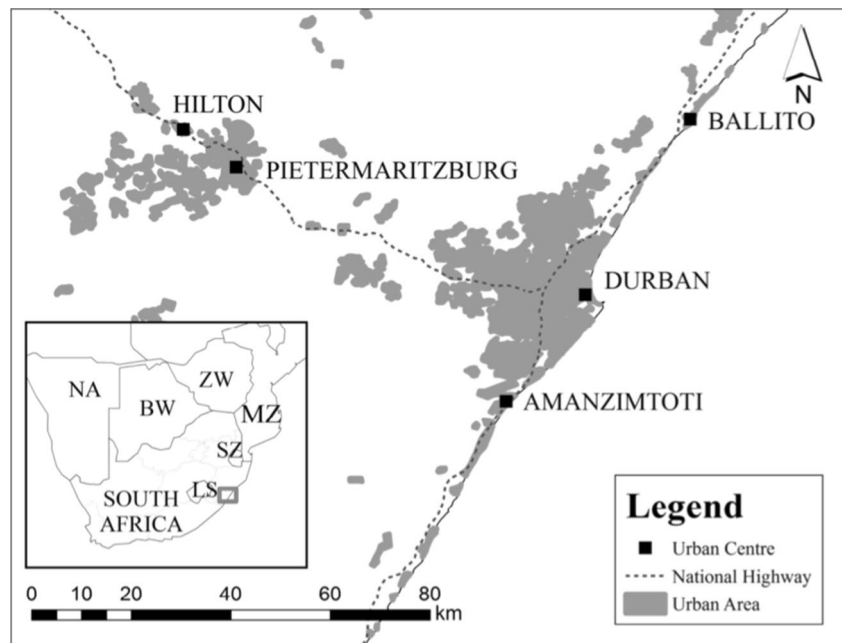 N
HILTON
BALLITO
PIETERMARITZBURG
DURBAN
AMANZIMTOTI
NA
ZW
BW
MZ
SZ
LS
SOUTH
AFRICA
Legend
Urban Centre
National Highway
Urban Area
0 10 20 40 60 80
km